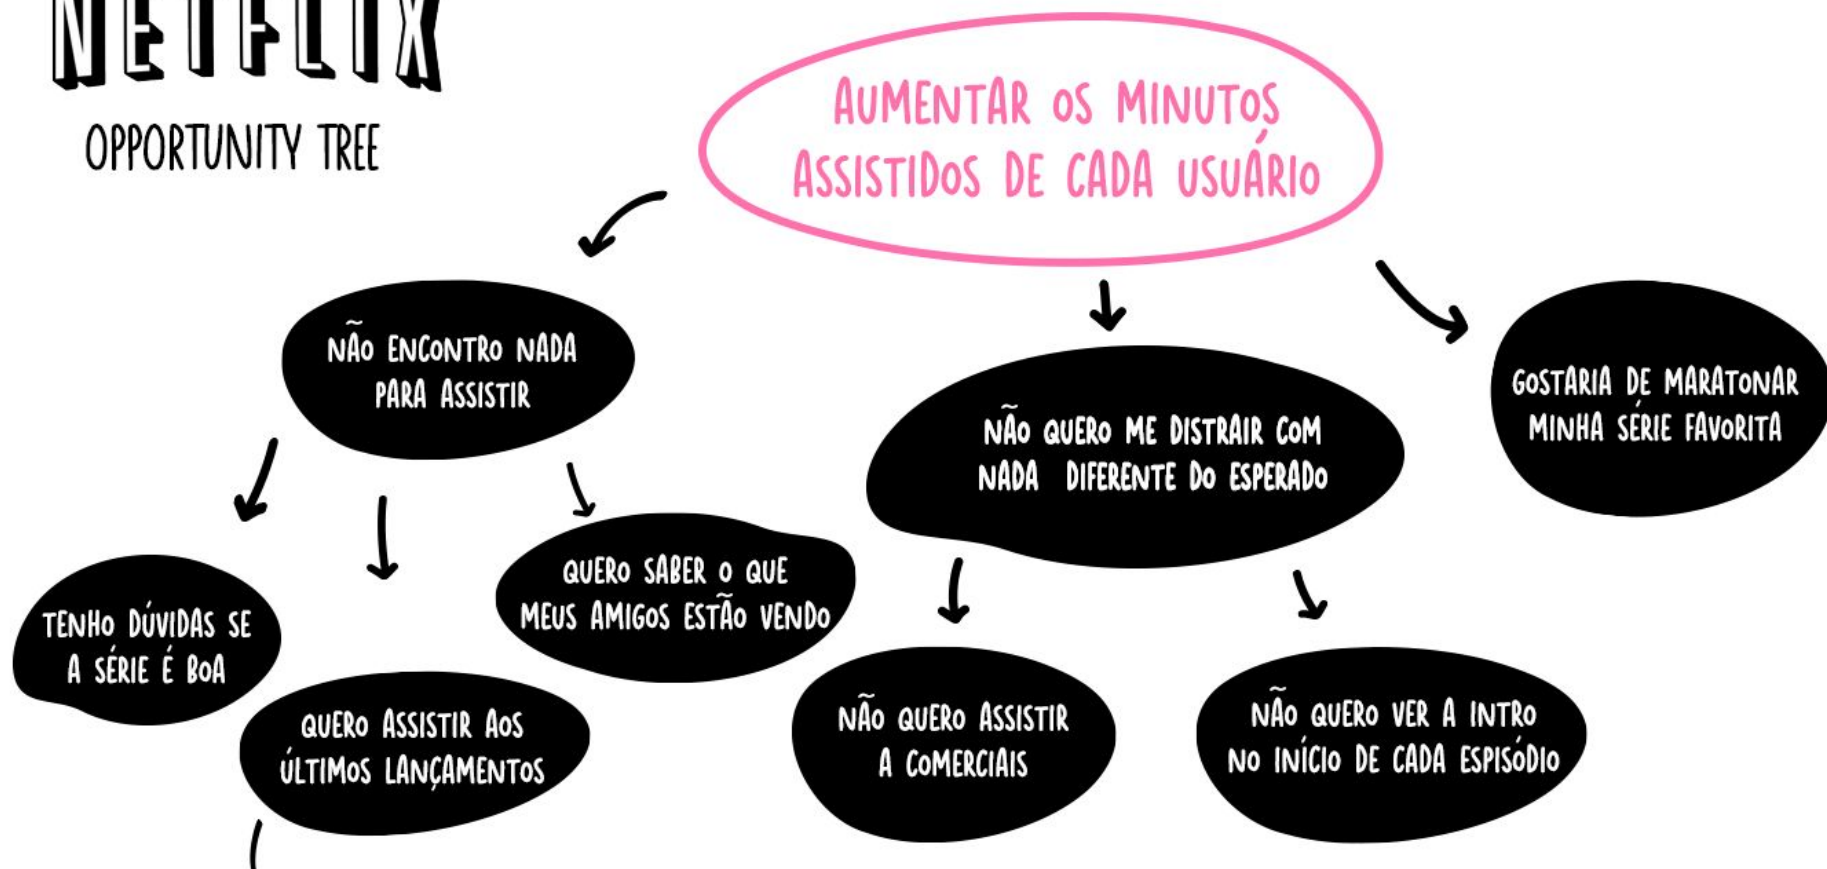 NETFLIX
OPPORTUNITY TREE
AUMENTAR OS MINUTOS
ASSISTIDOS DE CADA USUÁRIO
NÃO ENCONTRO NADA
PARA ASSISTIR
NÃO QUERO ME DISTRAIR COM
NADA DIFERENTE DO ESPERADO
GOSTARIA DE MARATONAR
MINHA SÉRIE FAVORITA
TENHO DÚVIDAS SE
A SÉRIE É BOA
QUERO ASSISTIR AOS
ÚLTIMOS LANÇAMENTOS
QUERO SABER O QUE
MEUS AMIGOS ESTÃO VENDO
NÃO QUERO ASSISTIR
A COMERCIAIS
NÃO QUERO VER A INTRO
NO INÍCIO DE CADA ESPISÓDIO